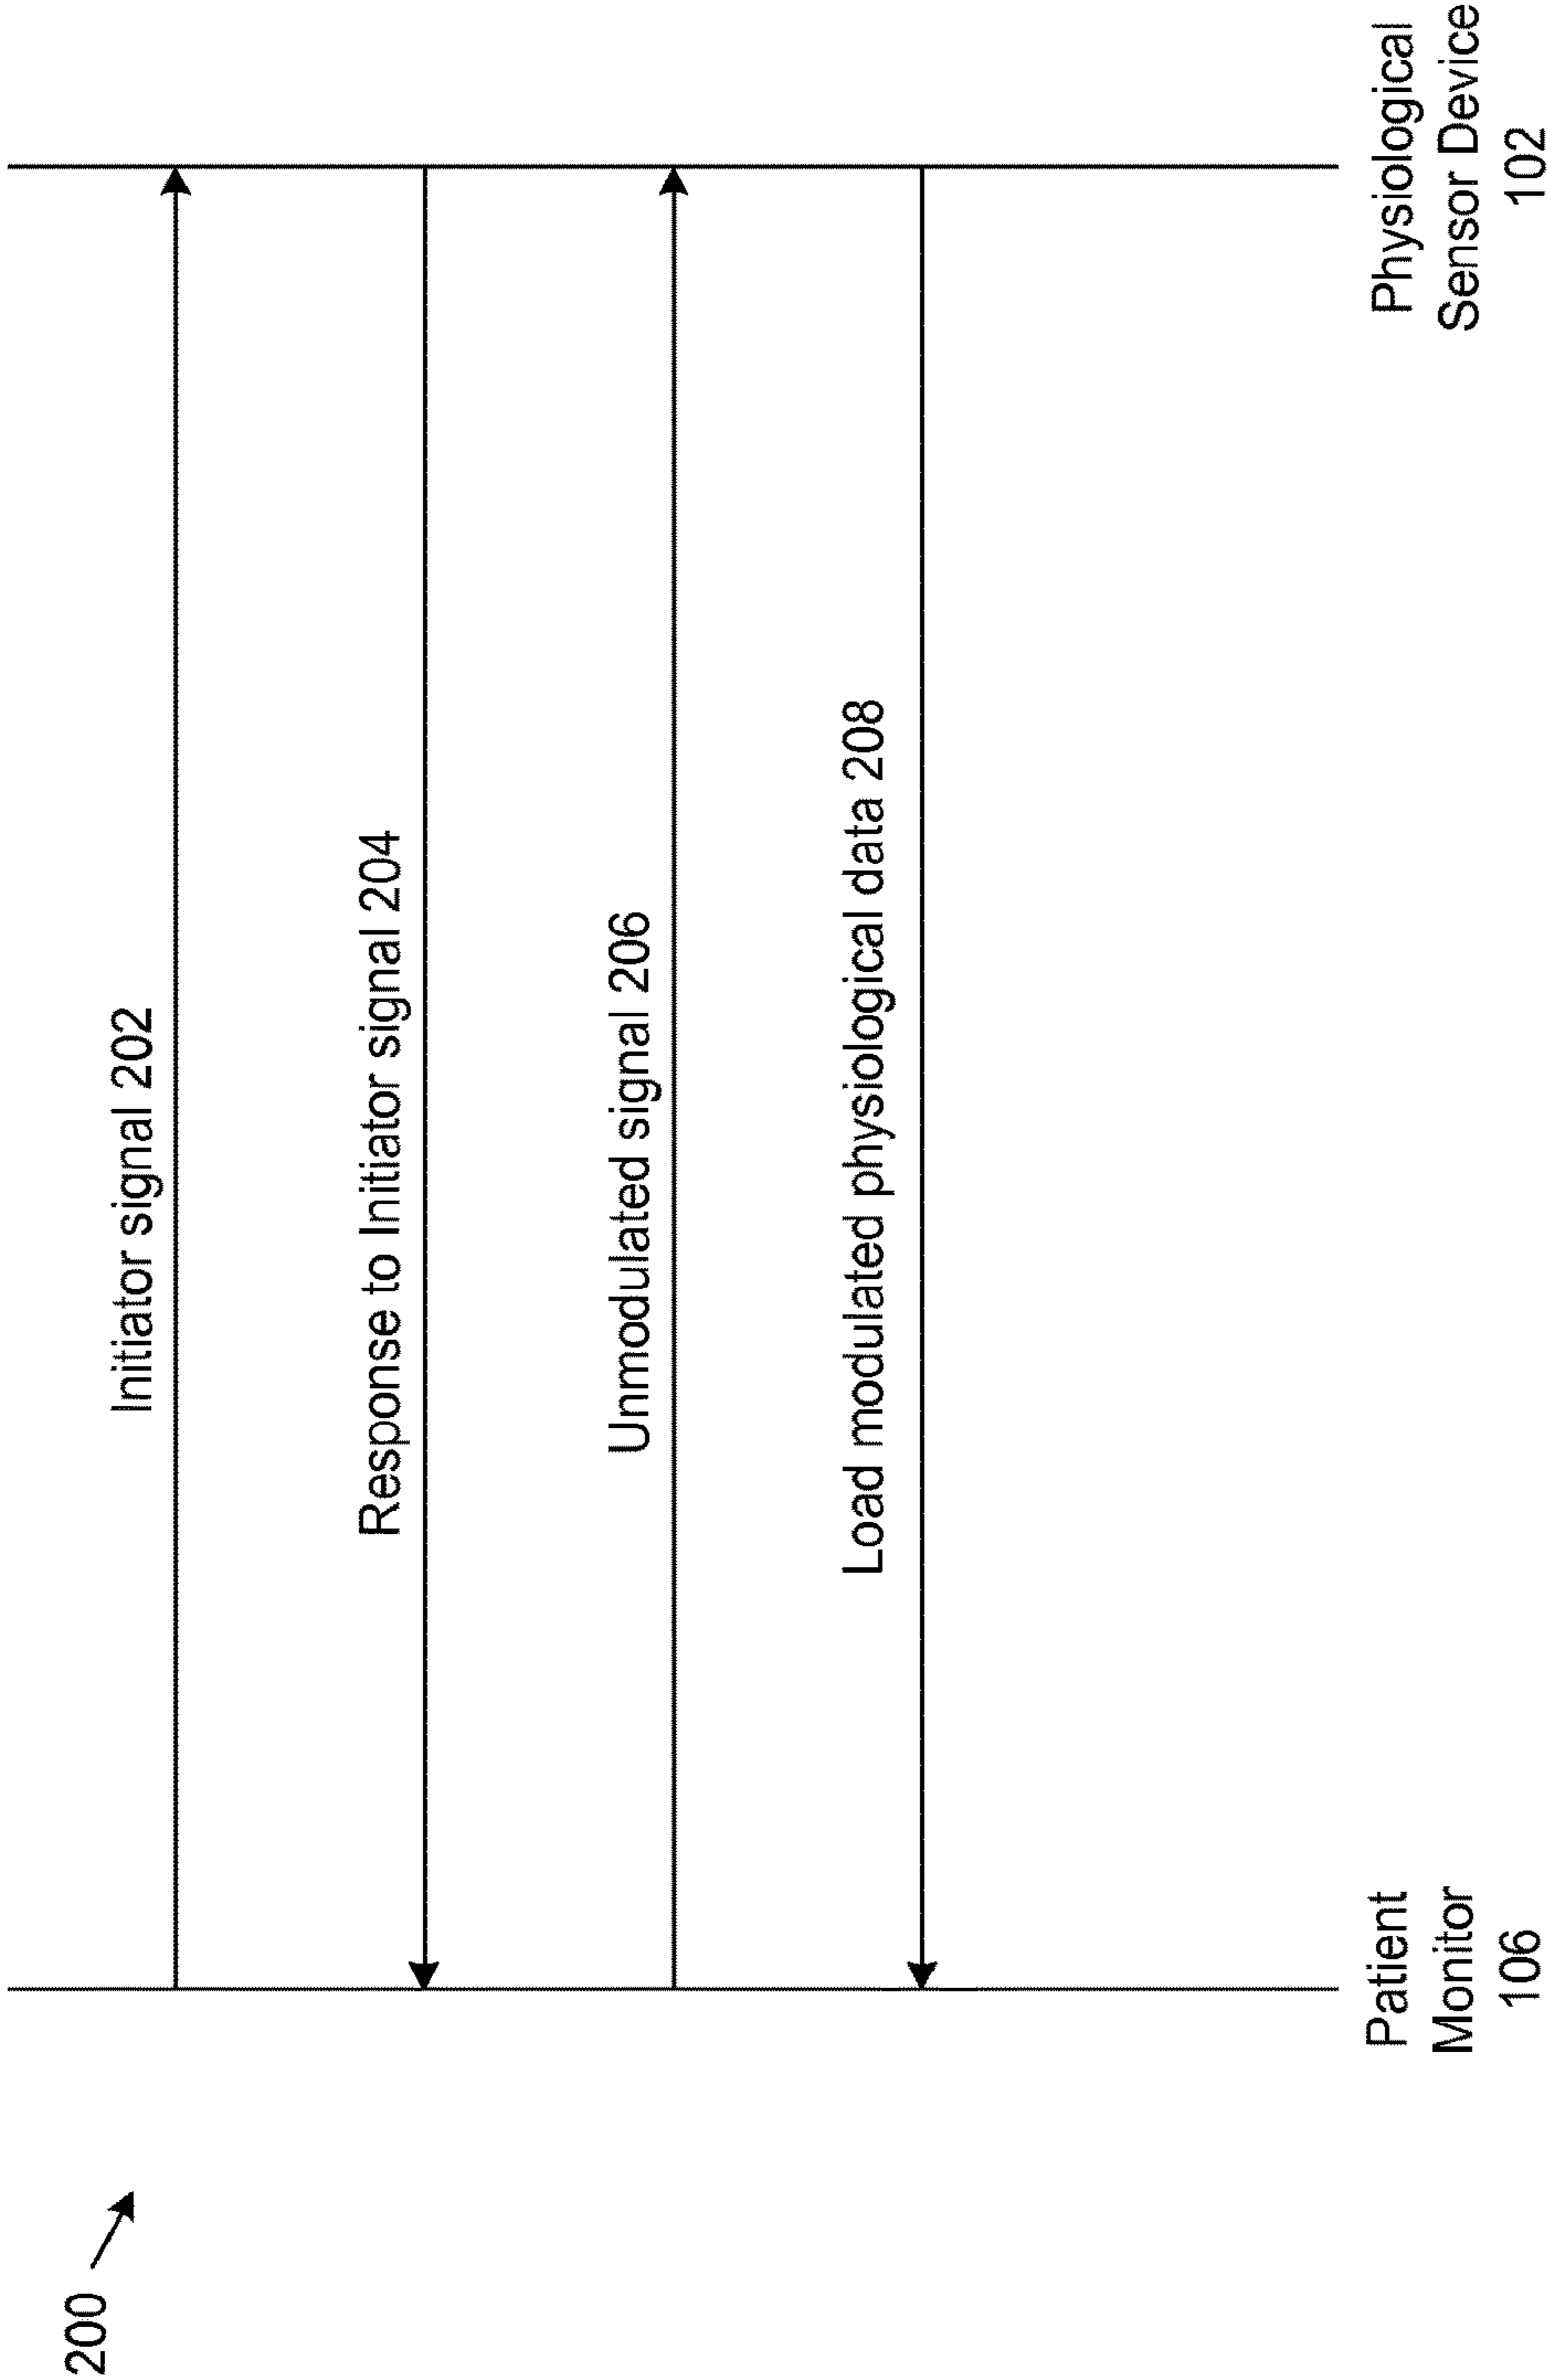 200
Initiator signal 202
Response to Initiator signal 204
Unmodulated signal 206
Load modulated physiological data 208
Patient
Monitor
106
Physiological
Sensor Device
102